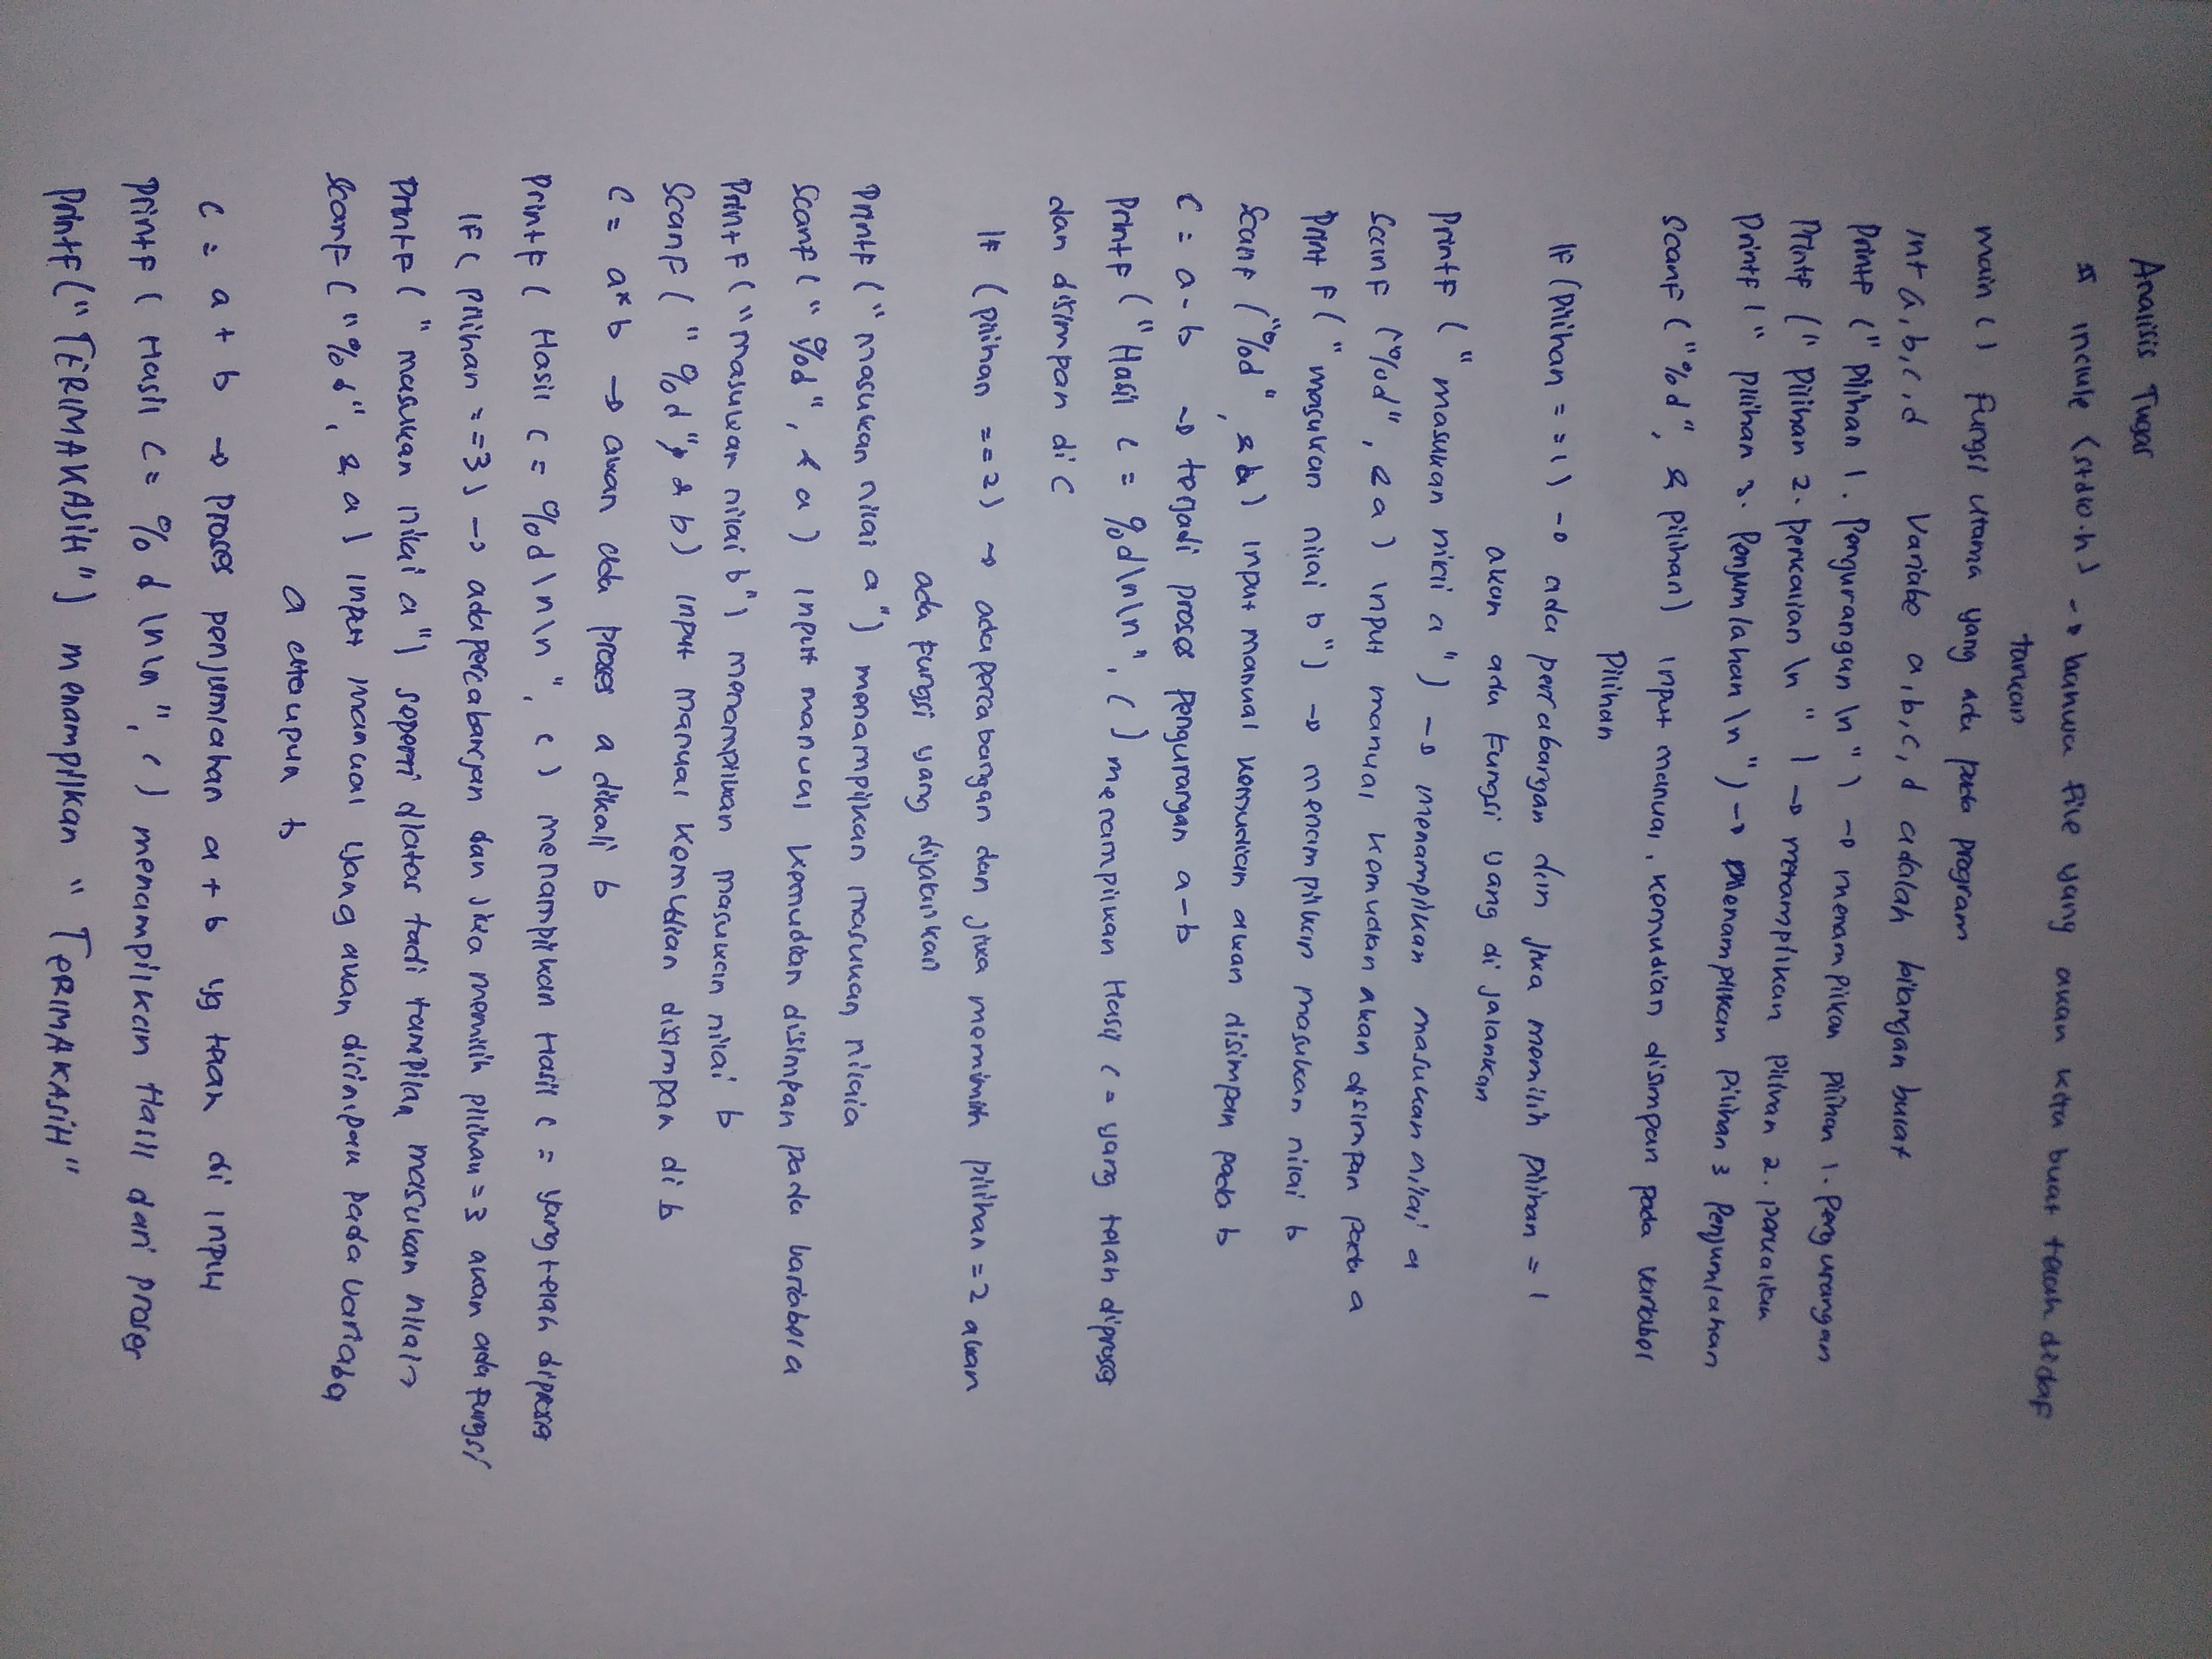 Analisis Tugas
# include (stdio.h) → bahwa file yang akan kita buat telah didaf
tarkan
main () fungsi utama yang ada pada program
int a, b, c, d Variabe a, b, c, d adalah bilangan bulat
Printf (" pilihan 1. Pengurangan \n") → menampilkan pilihan 1. pengurangan
Printf (" pilihan 2. perkalian \n" ) → menampilkan pilihan 2. perkalian
Printf (" pilihan 3. Penjumlahan \n") → Menampilkan pilihan 3 Penjumlahan
Scanf ("%d", & pilihan) input manual, kemudian disimpan pada variabel
Pilihan
If (pilihan ==1) → ada percabangan dan jika memilih pilihan = 1
akan ada fungsi yang di jalankan
Printf (" masukan nilai a") → menampilkan masukan nilai a
Scanf ("%d", &a) input manual kemudian akan disimpan pada a
Printf (" masukan nilai b") → menampilkan masukan nilai b
Scanf ("%d", &b) input manual kemudian akan disimpan pada b
C = a - b → terjadi proses pengurangan a-b
Printf ("Hasil c = %d\n\n", c) menampilkan Hasil c = yang telah diproses
dan disimpan di c
If (pilihan ==2) → ada percabangan dan jika memimih pilihan =2 akan
ada fungsi yang dijalankan
Printf ("masukan nilai a") menampilkan masukan nilaia
Scanf (" %d", & a) input manual kemudian disimpan pada variabel a
Printf ("masukan nilai b") menampilkan masukan nilai b
Scanf (" %d", & b) input manual kemudian disimpan di b
C = a*b → akan ada proses a dikali b
Printf ( Hasil c = %d \n\n", c) menampilkan Hasil c = yang telah diproses
If ( pilihan ==3) → ada percabangan dan jika memilih pilihan = 3 akan ada fungsi
Printf (" masukan nilai a") seperti diatas tadi tampilan masukan nilai
Scanf ("%d", & a) input manual yang akan disimpan pada variabel
a ataupun b
C = a + b → Proses penjumlahan a + b yg telah di input
Printf ( Hasil C = % d \n\n", c) menampilkan Hasil dari proses
Printf ("TERIMAKASIH") menampilkan "TERIMAKASIH"